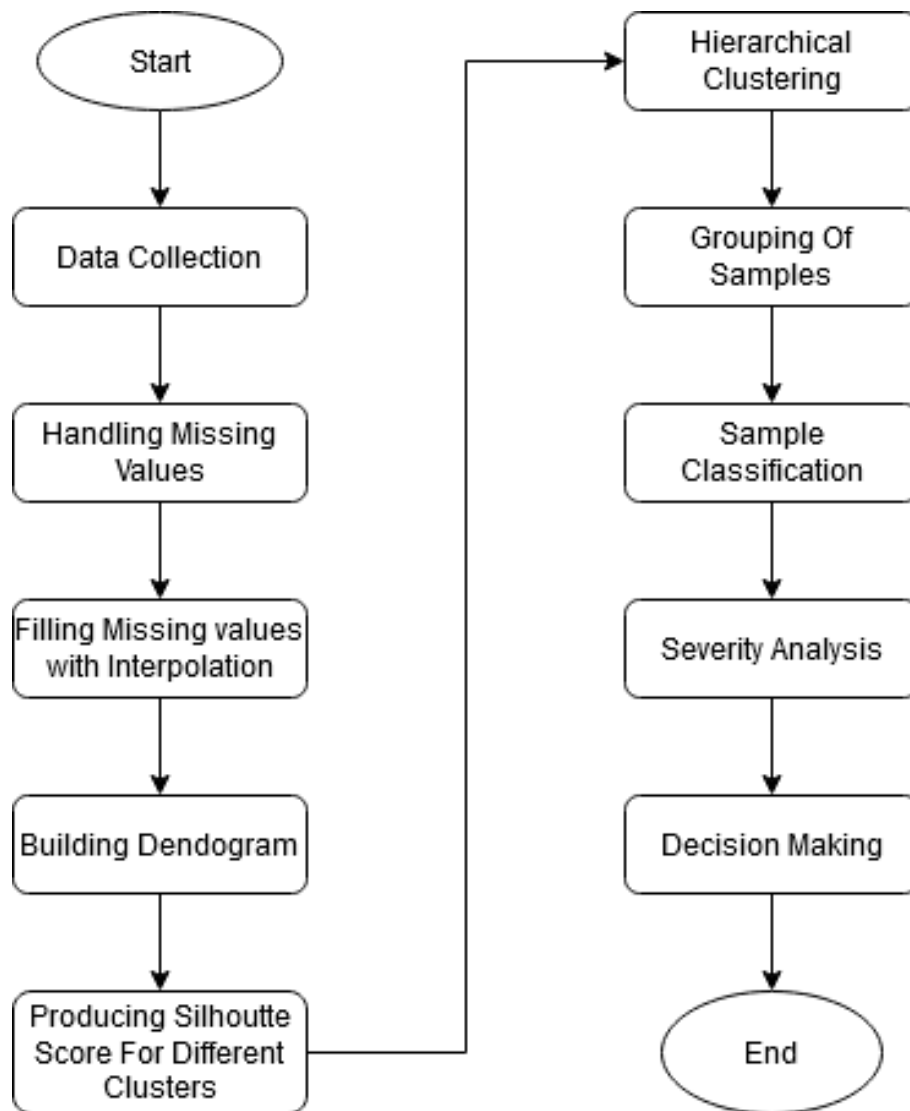 Start
Data Collection
Handling Missing
Values
Filling Missing values
with Interpolation
Building Dendogram
Producing Silhoutte
Score For Different
Clusters
Hierarchical
Clustering
Grouping Of
Samples
Sample
Classification
Severity Analysis
Decision Making
End